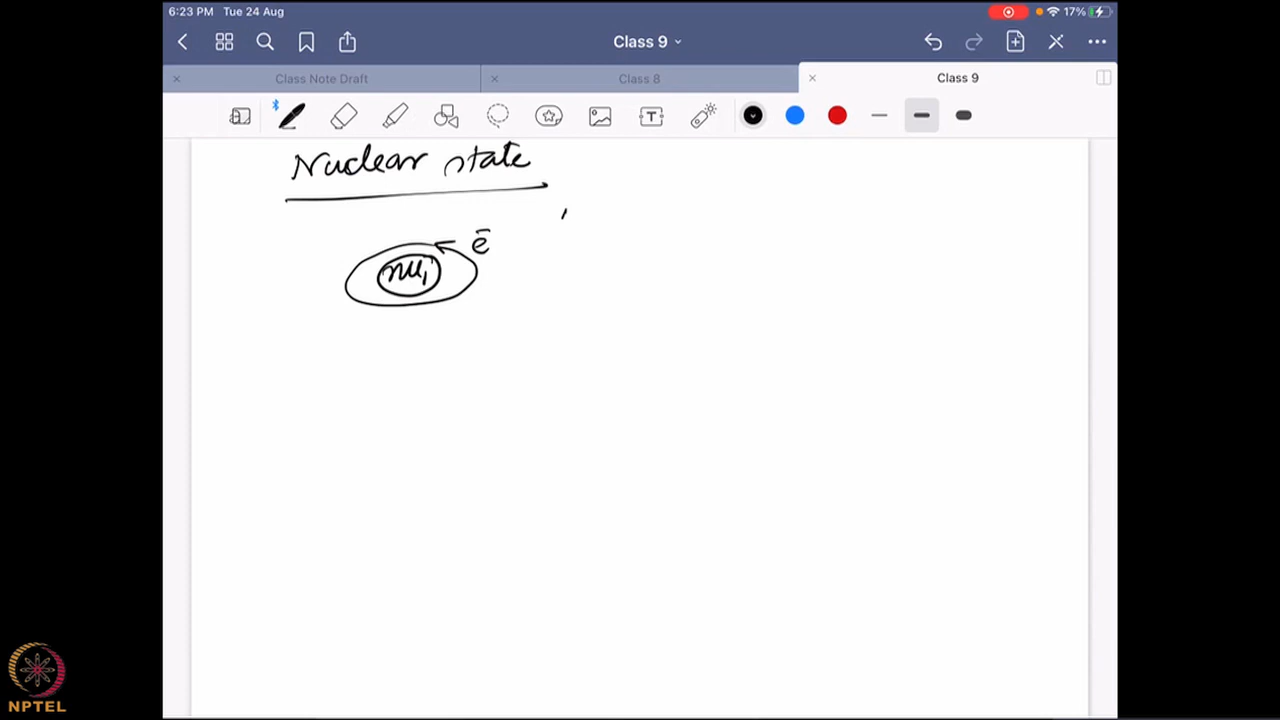 6:23 PM Tue 24 Aug 17%
Class 9
Class Note Draft Class 8 Class 9
T
Nuclear state
ē
NPTEL